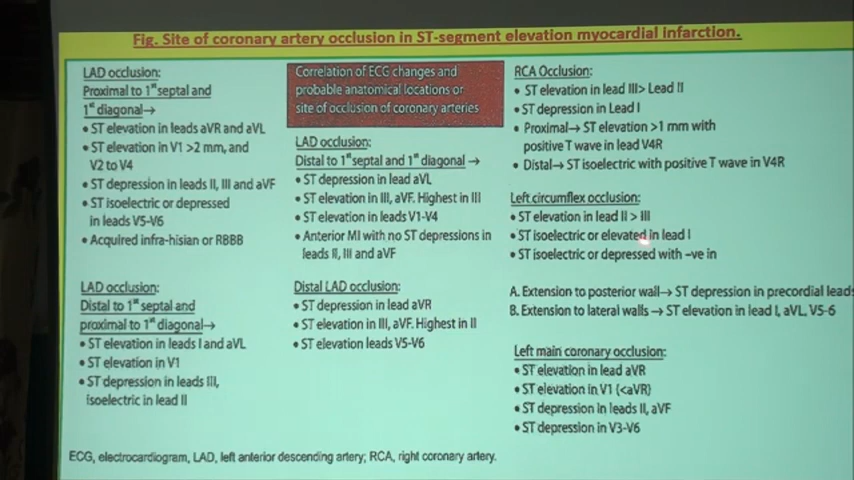 Fig. Site of coronary artery occlusion in ST-segment elevation myocardial infarction.
LAD occlusion:
Proximal to 1st septal and
1st diagonal→
• ST elevation in leads aVR and aVL
• ST elevation in V1 >2 mm, and
V2 to V4
• ST depression in leads II, III and aVF
• ST isoelectric or depressed
in leads V5-V6
• Acquired infra-hisian or RBBB
LAD occlusion:
Distal to 1st septal and
proximal to 1st diagonal→
• ST elevation in leads I and aVL
• ST elevation in V1
• ST depression in leads III,
isoelectric in lead II
Correlation of ECG changes and
probable anatomical locations or
site of occlusion of coronary arteries
LAD occlusion:
Distal to 1st septal and 1st diagonal →
• ST depression in lead aVL
• ST elevation in III, aVF. Highest in III
• ST elevation in leads V1-V4
• Anterior MI with no ST depressions in
leads II, III and aVF
Distal LAD occlusion:
• ST depression in lead aVR
• ST elevation in III, aVF. Highest in II
• ST elevation leads V5-V6
RCA Occlusion:
• ST elevation in lead III> Lead II
• ST depression in Lead I
• Proximal→ ST elevation >1 mm with
positive T wave in lead V4R
• Distal→ ST isoelectric with positive T wave in V4R
Left circumflex occlusion:
• ST elevation in lead II > III
• ST isoelectric or elevated in lead I
• ST isoelectric or depressed with –ve in
A. Extension to posterior wall→ ST depression in precordial leads
B. Extension to lateral walls → ST elevation in lead I, aVL, V5-6
Left main coronary occlusion:
• ST elevation in lead aVR
• ST elevation in V1 (<aVR)
• ST depression in leads II, aVF
• ST depression in V3-V6
ECG, electrocardiogram, LAD, left anterior descending artery; RCA, right coronary artery.